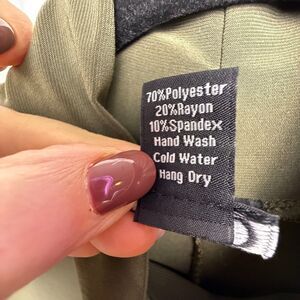 70%Polyester
20%Rayon
10%Spandex
Hand Wash
Cold Water
Hang Dry